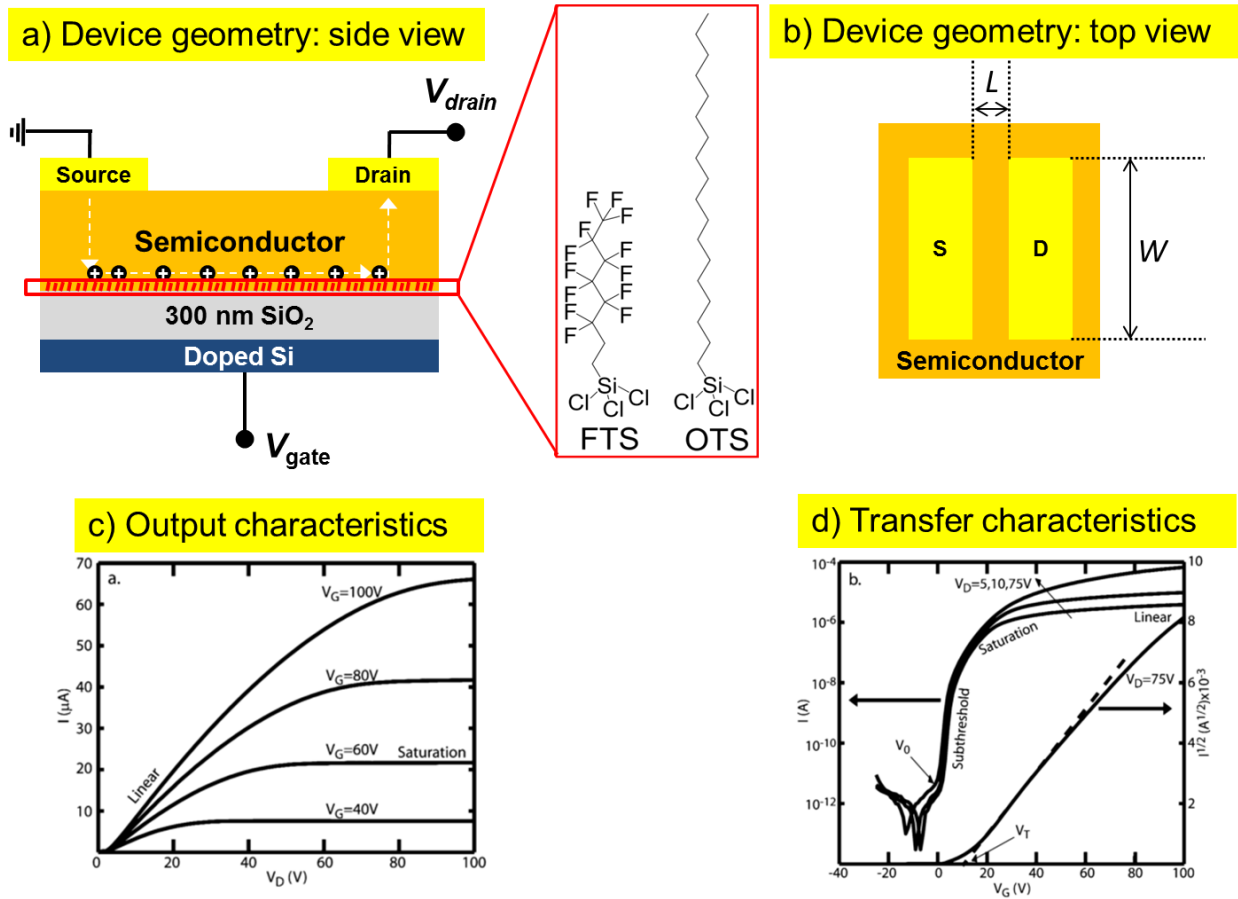 a) Device geometry: side view
V_drain
Source
Drain
Semiconductor
300 nm SiO₂
Doped Si
V_gate
F F
F F
F F
F F
F F
F F
F
Si
Cl Cl
Cl
FTS
Si
Cl Cl
Cl
OTS
b) Device geometry: top view
L
S
D
W
Semiconductor
c) Output characteristics
a.
70
60
50
40
30
20
10
I (μA)
V_G=100V
V_G=80V
V_G=60V
V_G=40V
Linear
Saturation
0 20 40 60 80 100
V_D (V)
d) Transfer characteristics
b.
10⁻⁴
10⁻⁶
10⁻⁸
10⁻¹⁰
10⁻¹²
I (A)
V_D=5,10,75V
Linear
Saturation
Subthreshold
V_D=75V
V₀
V_T
10
8
6
4
2
I^1/2 (A^1/2)x10⁻³
-40 -20 0 20 40 60 80 100
V_G (V)